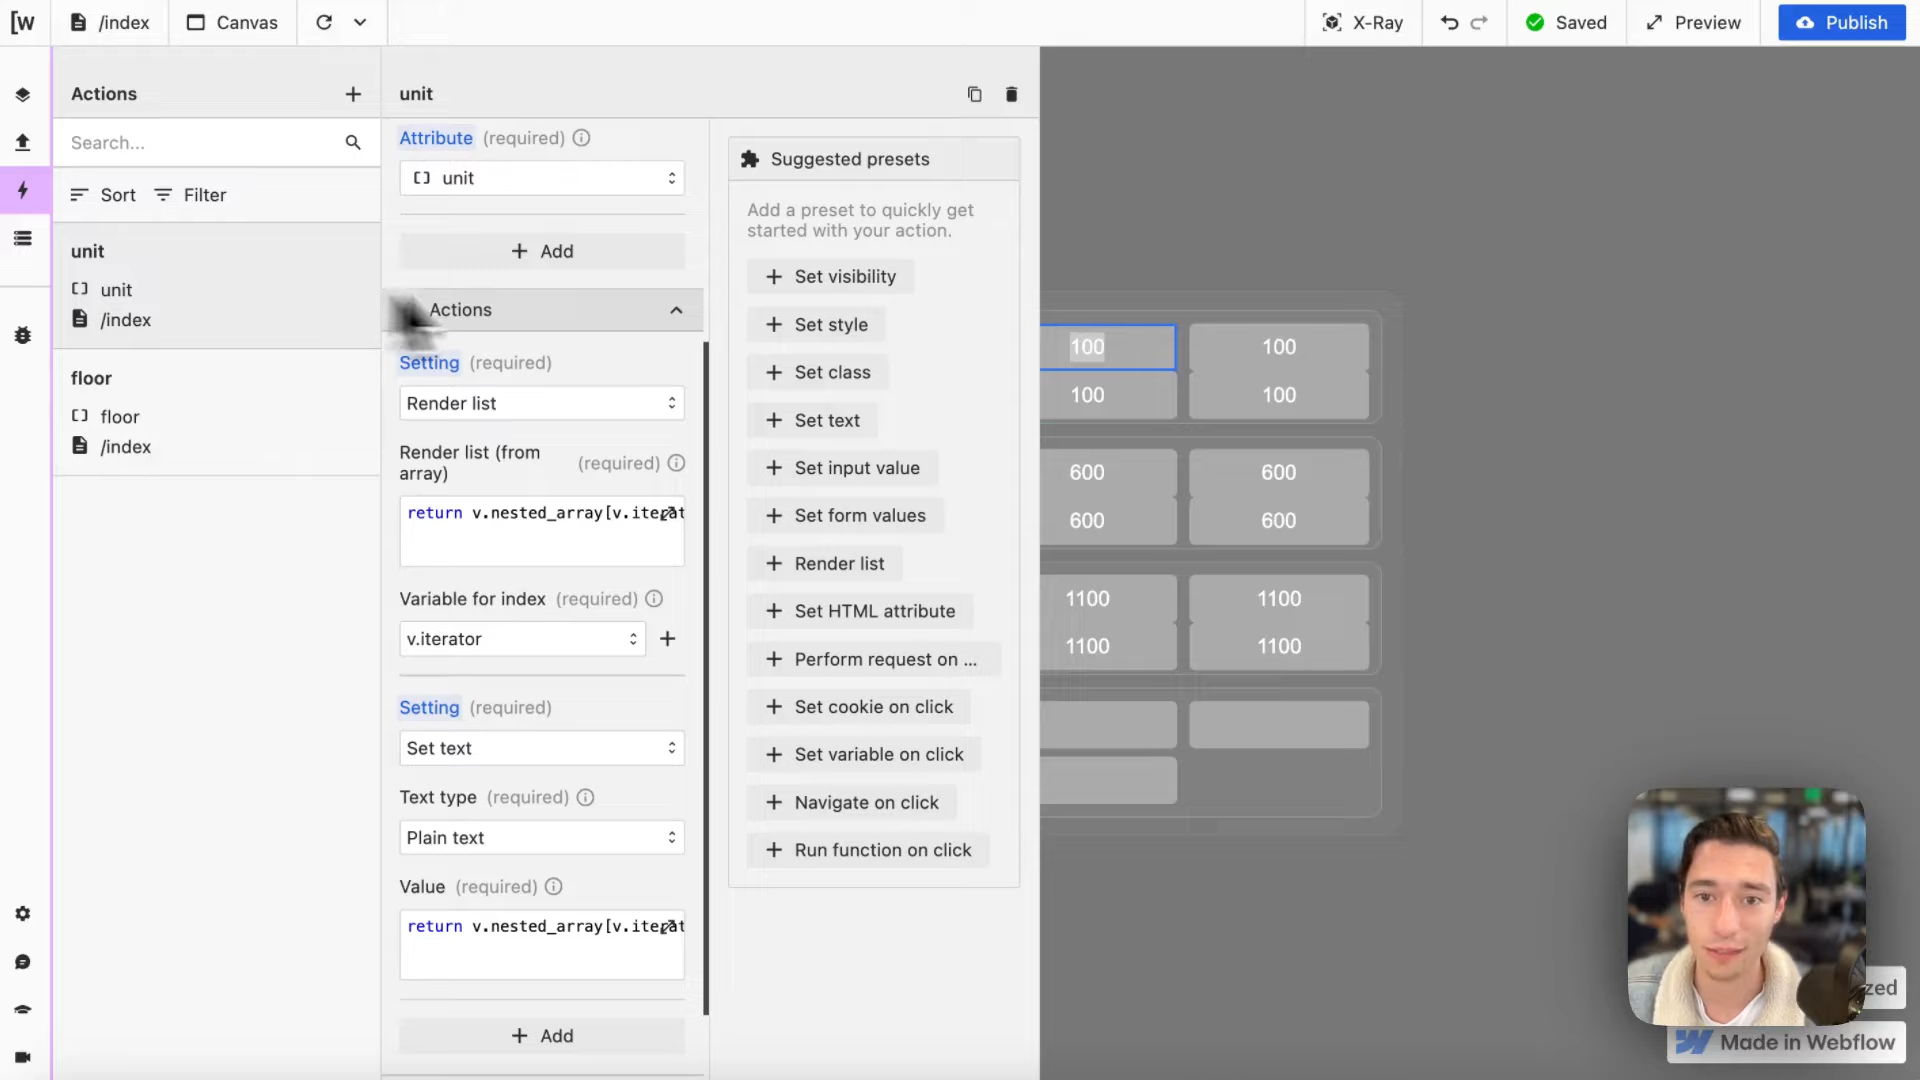 [w
/index
Canvas
X-Ray
Saved
Preview
Publish
Actions
Search...
Sort
Filter
unit
unit
/index
floor
floor
/index
unit
Attribute (required)
unit
Add
Actions
Setting (required)
Render list
Render list (from array) (required)
return v.nested_array[v.iterat
Variable for index (required)
v.iterator
Setting (required)
Set text
Text type (required)
Plain text
Value (required)
return v.nested_array[v.iterat
Add
Suggested presets
Add a preset to quickly get
started with your action.
Set visibility
Set style
Set class
Set text
Set input value
Set form values
Render list
Set HTML attribute
Perform request on ...
Set cookie on click
Set variable on click
Navigate on click
Run function on click
100 100
100 100
600 600
600 600
1100 1100
1100 1100
zed
Made in Webflow